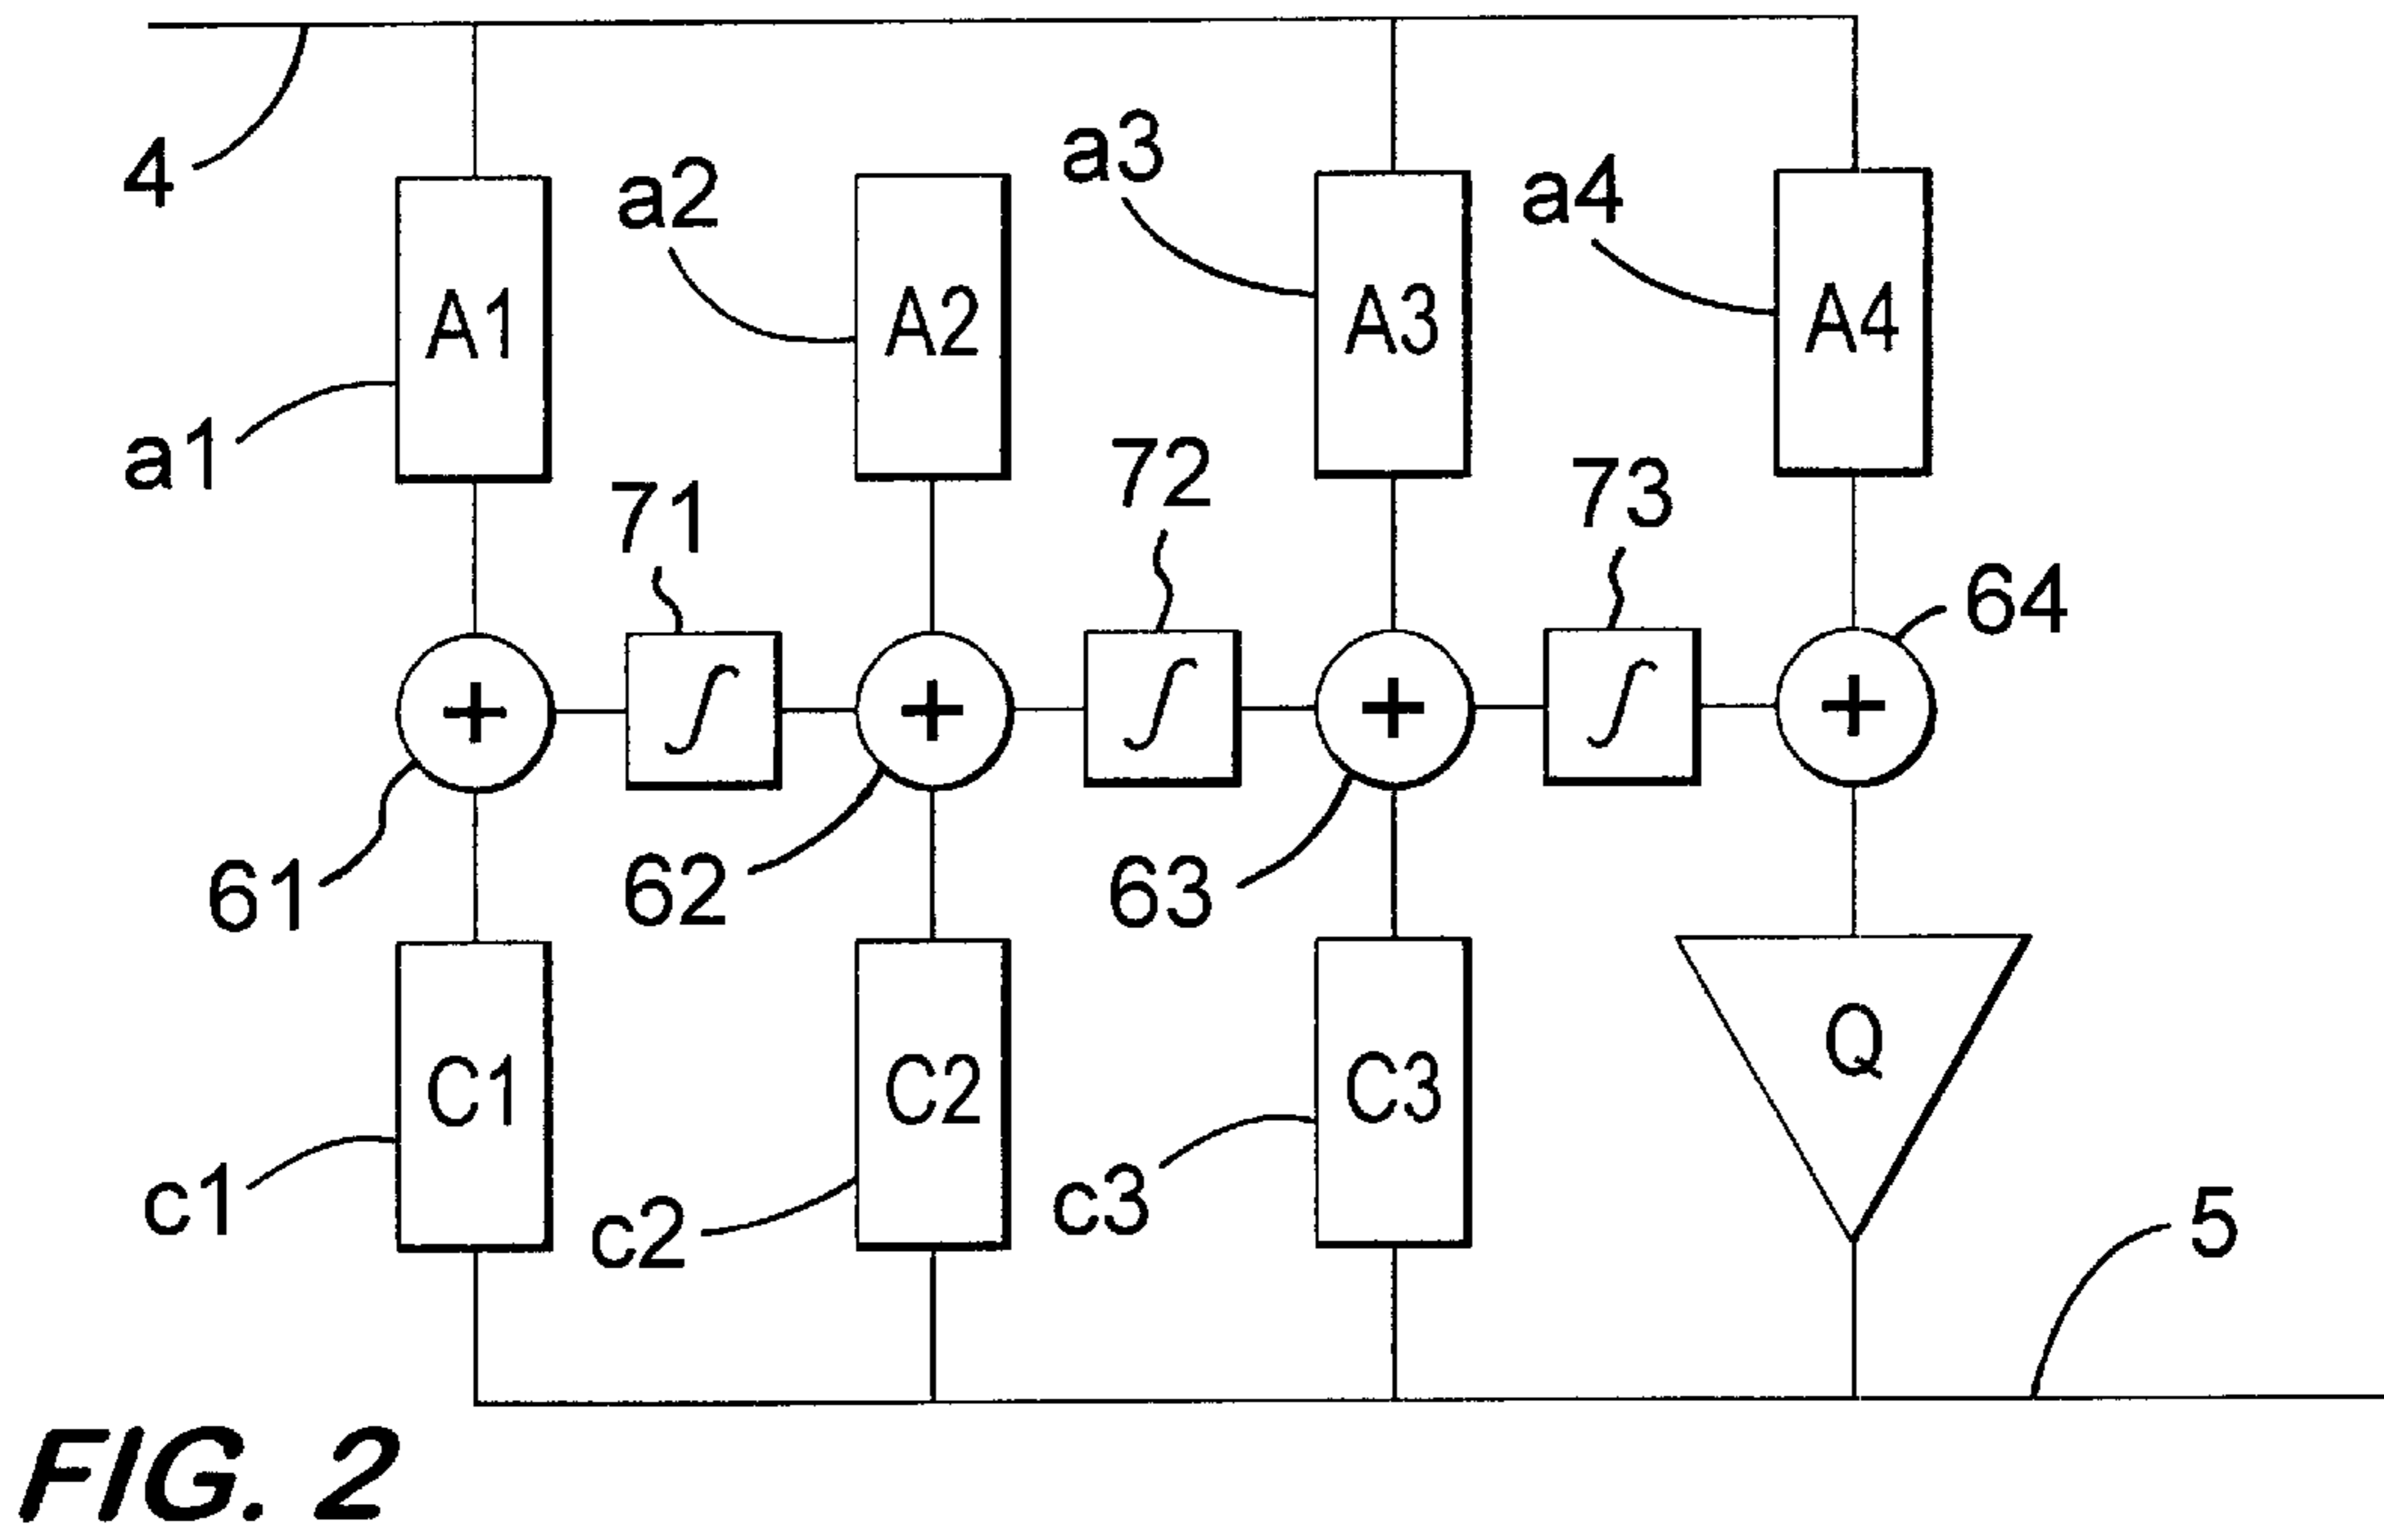 4
a1
A1
a2
A2
a3
A3
a4
A4
71
72
73
+
∫
+
∫
+
∫
+
61
62
63
64
C1
c1
C2
c2
C3
c3
Q
5
FIG. 2